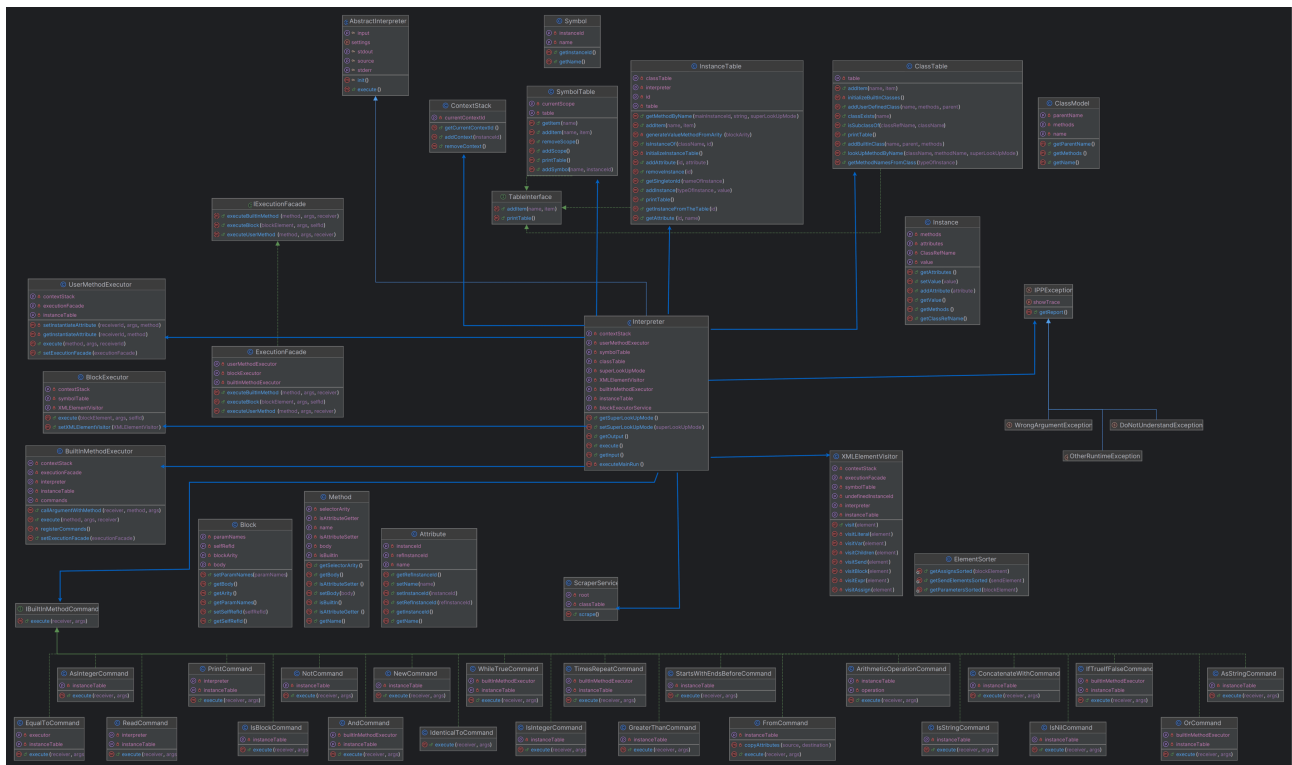 AbstractInterpreter
input
settings
stdout
source
stderr
init()
execute()
Symbol
instanceId
name
getInstanceId()
getName()
ContextStack
currentContextId
getCurrentContextId ()
addContext(instanceId)
removeContext()
SymbolTable
currentScope
table
getItem(name)
addItem(name, item)
removeScope()
addScope()
printTable()
addSymbol(name, instanceId)
InstanceTable
classTable
interpreter
id
table
getMethodByName(fromInstanceId, string, superLookUpMode)
addItem(name, item)
generateValueMethodFromArity (blockArity)
isInstanceOf(className, id)
initializeInstanceTable()
addAttribute(id, attribute)
removeInstance(id)
getSingletonId(nameOfInstance)
addInstance(typeOfInstance, value)
printTable()
getInstanceFromTheTable(id)
getAttribute (id, name)
ClassTable
table
addItem(name, item)
initializeBuiltInClasses()
addUserDefinedClass(name, methods, parent)
classExists(name)
isSubclassOf(classRefName, className)
printTable()
addBuiltInClass(name, parent, methods)
lookUpMethodByName(className, methodName, superLookUpMode)
getMethodNamesFromClass(typeOfInstance)
ClassModel
parentName
methods
name
getParentName()
getMethods ()
getName()
TableInterface
addItem(name, item)
printTable()
IExecutionFacade
executeBuiltInMethod (method, args, receiver)
executeBlock(blockElement, args, selfId)
executeUserMethod (method, args, receiver)
Instance
methods
attributes
ClassRefName
value
getAttributes ()
setValue(value)
addAttribute(attribute)
getValue()
getMethods ()
getClassRefName()
UserMethodExecutor
contextStack
executionFacade
instanceTable
setInstantiateAttribute (receiverId, args, method)
getInstantiateAttribute (receiverId, method)
execute(method, args, receiverId)
setExecutionFacade(executionFacade)
IPPException
showTrace
getReport()
Interpreter
contextStack
userMethodExecutor
symbolTable
classTable
superLookUpMode
XMLElementVisitor
builtInMethodExecutor
instanceTable
blockExecutorService
getSuperLookUpMode ()
setSuperLookUpMode(superLookUpMode)
getOutput ()
execute()
getInput()
executeMainRun ()
ExecutionFacade
userMethodExecutor
blockExecutor
builtInMethodExecutor
executeBuiltInMethod (method, args, receiver)
executeBlock(blockElement, args, selfId)
executeUserMethod (method, args, receiver)
BlockExecutor
contextStack
symbolTable
XMLElementVisitor
execute(blockElement, args, selfId)
setXMLElementVisitor(XMLElementVisitor)
WrongArgumentException
DoNotUnderstandException
OtherRuntimeException
BuiltInMethodExecutor
contextStack
executionFacade
interpreter
instanceTable
commands
callArgumentWithMethod(receiver, method, args)
execute(method, args, receiver)
registerCommands()
setExecutionFacade(executionFacade)
XMLElementVisitor
contextStack
executionFacade
symbolTable
undefinedInstanceId
interpreter
instanceTable
visit(element)
visitLiteral(element)
visitVar(element)
visitChildren(element)
visitSend(element)
visitBlock(element)
visitExpr(element)
visitAssign(element)
Method
selectorArity
isAttributeGetter
name
isAttributeSetter
body
isBuiltIn
getSelectorArity()
getBody()
isAttributeSetter ()
setBody(body)
isBuiltIn()
isAttributeGetter ()
getName()
Block
paramNames
selfRefId
blockArity
body
setParamNames(paramNames)
getBody()
getArity()
getParamNames()
setSelfRefId(selfRefId)
getSelfRefId()
Attribute
instanceId
refInstanceId
name
getRefInstanceId()
setName(name)
setInstanceId(instanceId)
setRefInstanceId(refInstanceId)
getInstanceId()
getName()
ElementSorter
getAssignsSorted(blockElement)
getSendElementsSorted (sendElement)
getParametersSorted(blockElement)
ScraperService
root
classTable
scrape()
IBuiltInMethodCommand
execute(receiver, args)
AsIntegerCommand
instanceTable
execute(receiver, args)
PrintCommand
interpreter
instanceTable
execute(receiver, args)
NotCommand
instanceTable
execute(receiver, args)
NewCommand
instanceTable
execute(receiver, args)
WhileTrueCommand
builtInMethodExecutor
instanceTable
execute(receiver, args)
TimesRepeatCommand
builtInMethodExecutor
instanceTable
execute(receiver, args)
StartsWithEndsBeforeCommand
instanceTable
execute(receiver, args)
ArithmeticOperationCommand
instanceTable
operation
execute(receiver, args)
ConcatenateWithCommand
instanceTable
execute(receiver, args)
IfTrueIfFalseCommand
builtInMethodExecutor
instanceTable
execute(receiver, args)
AsStringCommand
instanceTable
execute(receiver, args)
EqualToCommand
executor
instanceTable
execute(receiver, args)
ReadCommand
interpreter
instanceTable
execute(receiver, args)
IsBlockCommand
instanceTable
execute(receiver, args)
AndCommand
builtInMethodExecutor
instanceTable
execute(receiver, args)
IdenticalToCommand
execute(receiver, args)
IsIntegerCommand
instanceTable
execute(receiver, args)
GreaterThanCommand
instanceTable
execute(receiver, args)
FromCommand
instanceTable
copyAttributes (source, destination)
execute(receiver, args)
IsStringCommand
instanceTable
execute(receiver, args)
IsNilCommand
instanceTable
execute(receiver, args)
OrCommand
builtInMethodExecutor
instanceTable
execute(receiver, args)